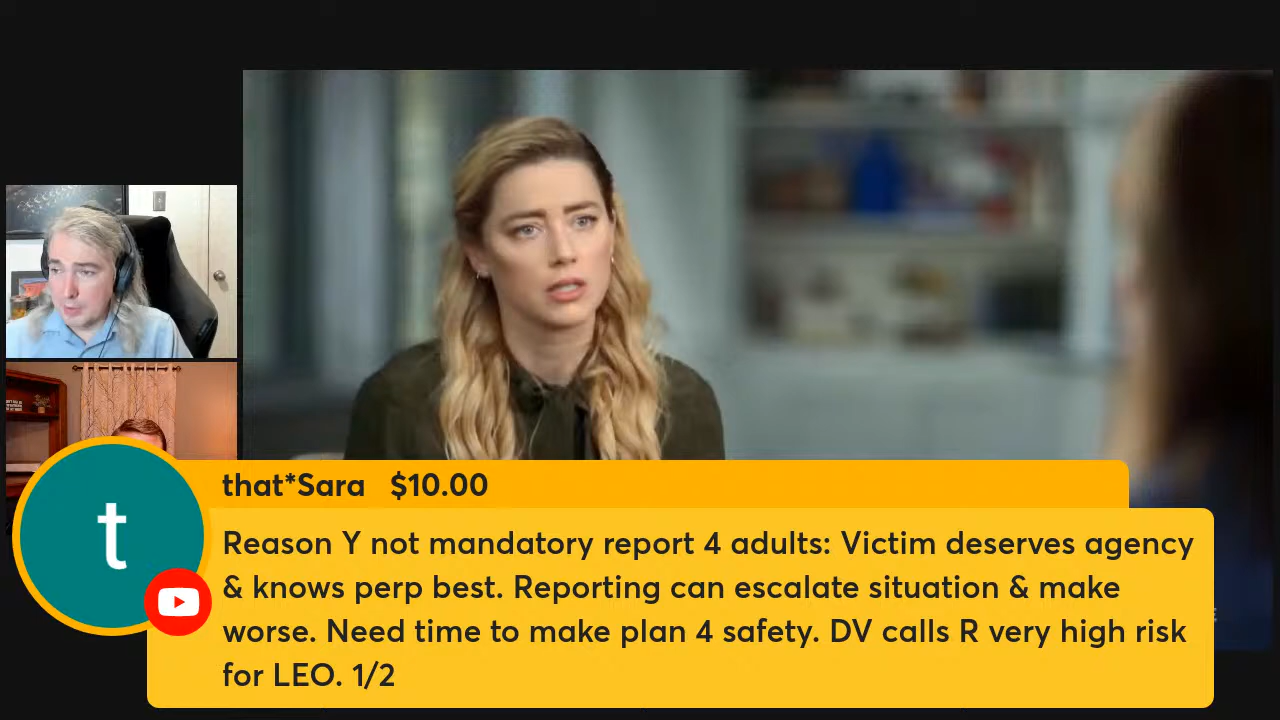 that*Sara $10.00
t
Reason Y not mandatory report 4 adults: Victim deserves agency
& knows perp best. Reporting can escalate situation & make
worse. Need time to make plan 4 safety. DV calls R very high risk
for LEO. 1/2